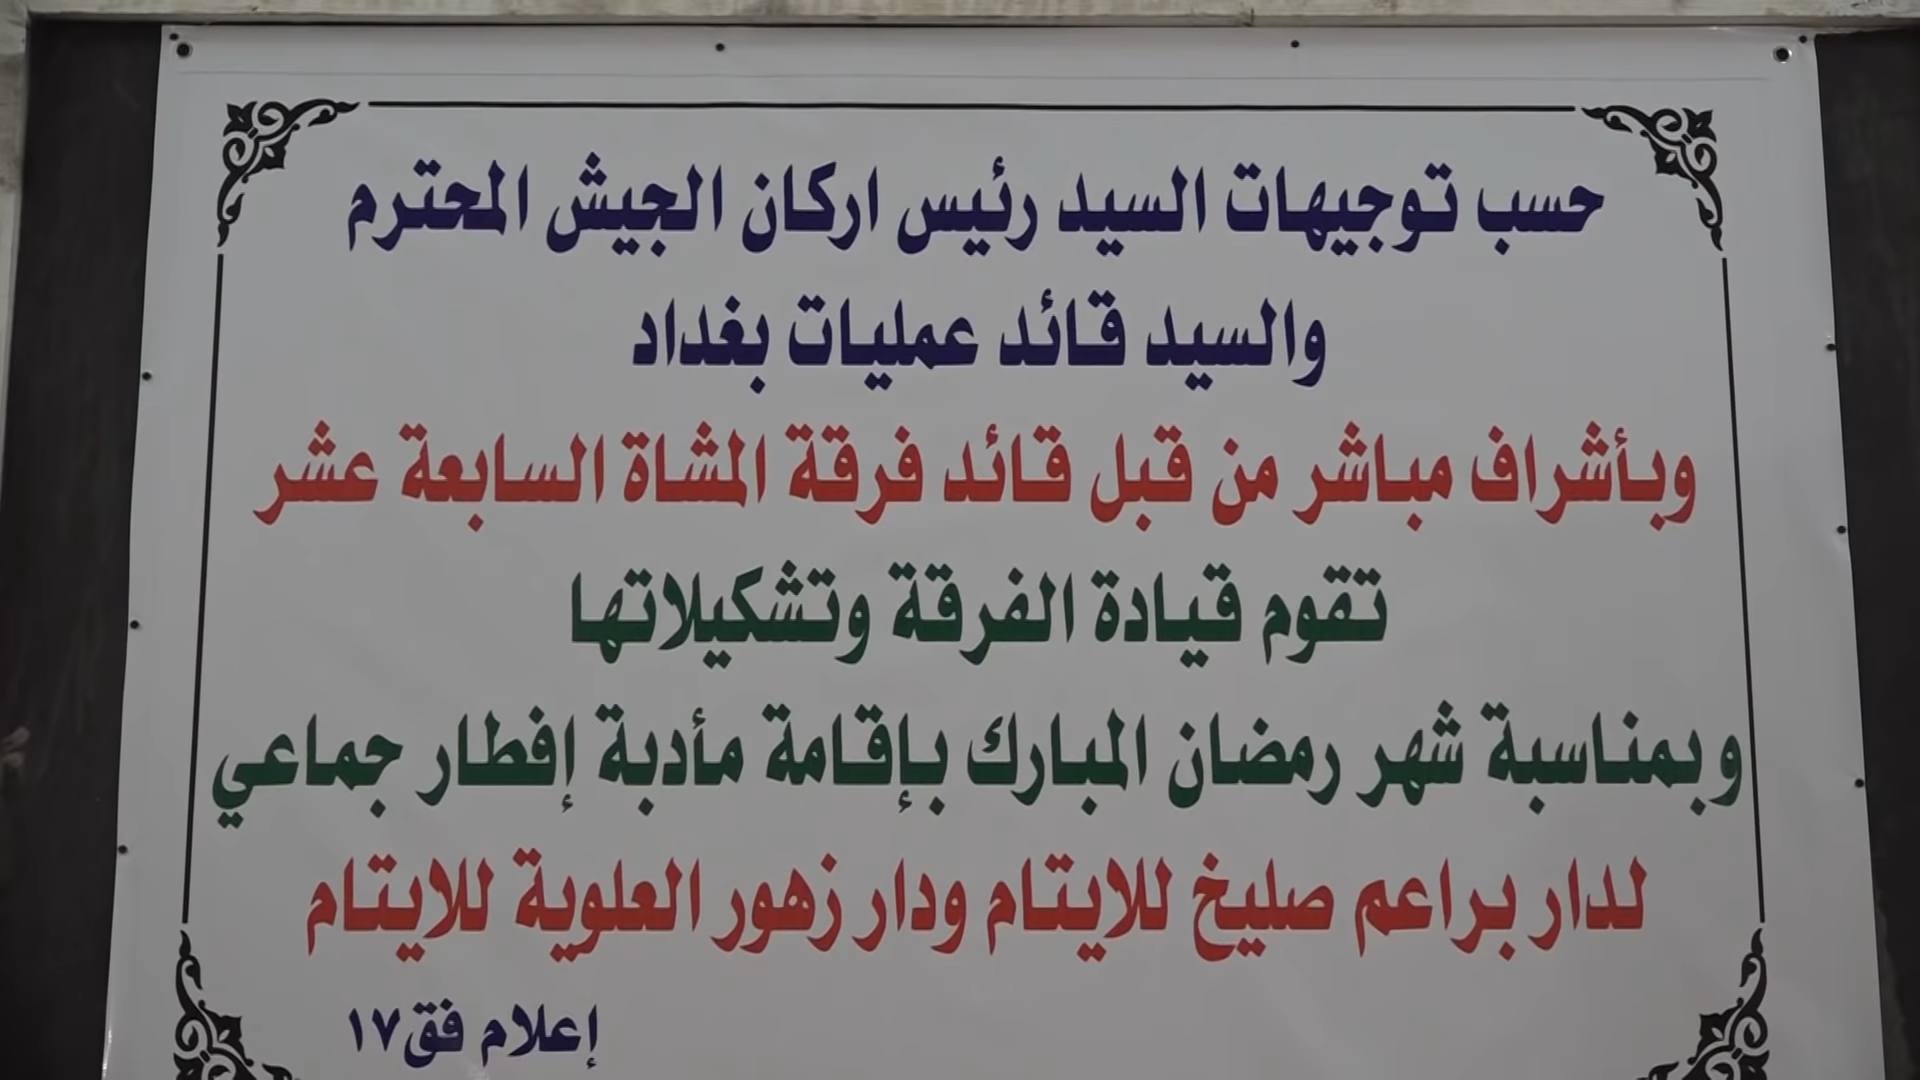 حسب توجيهات السيد رئيس اركان الجيش المحترم
والسيد قائد عمليات بغداد
وبأشراف مباشر من قبل قائد فرقة المشاة السابعة عشر
تقوم قيادة الفرقة وتشكيلاتها
وبمناسبة شهر رمضان المبارك بإقامة مأدبة إفطار جماعي
لدار براعم صليخ للايتام ودار زهور العلوية للايتام
إعلام فق١٧